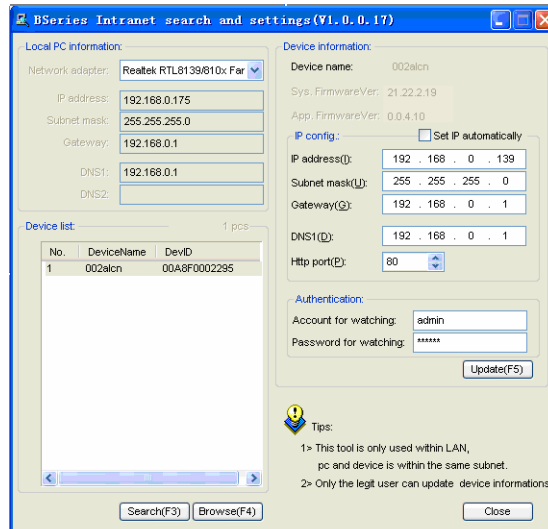 BSeries Intranet search and settings(V1.0.0.17)
Local PC information:
Network adapter: Realtek RTL8139/810x Far
IP address: 192.168.0.175
Subnet mask: 255.255.255.0
Gateway: 192.168.0.1
DNS1: 192.168.0.1
DNS2:
Device list: 1 pcs
No. DeviceName DevID
1 002alcn 00A8F0002295
Search(F3) Browse(F4)
Device information:
Device name: 002alcn
Sys. FirmwareVer: 21.22.2.19
App. FirmwareVer: 0.0.4.10
IP config.: Set IP automatically
IP address(I): 192 . 168 . 0 . 139
Subnet mask(U): 255 . 255 . 255 . 0
Gateway(G): 192 . 168 . 0 . 1
DNS1(D): 192 . 168 . 0 . 1
Http port(P): 80
Authentication:
Account for watching: admin
Password for watching: ******
Update(F5)
Tips:
1> This tool is only used within LAN,
pc and device is within the same subnet.
2> Only the legit user can update device informations
Close